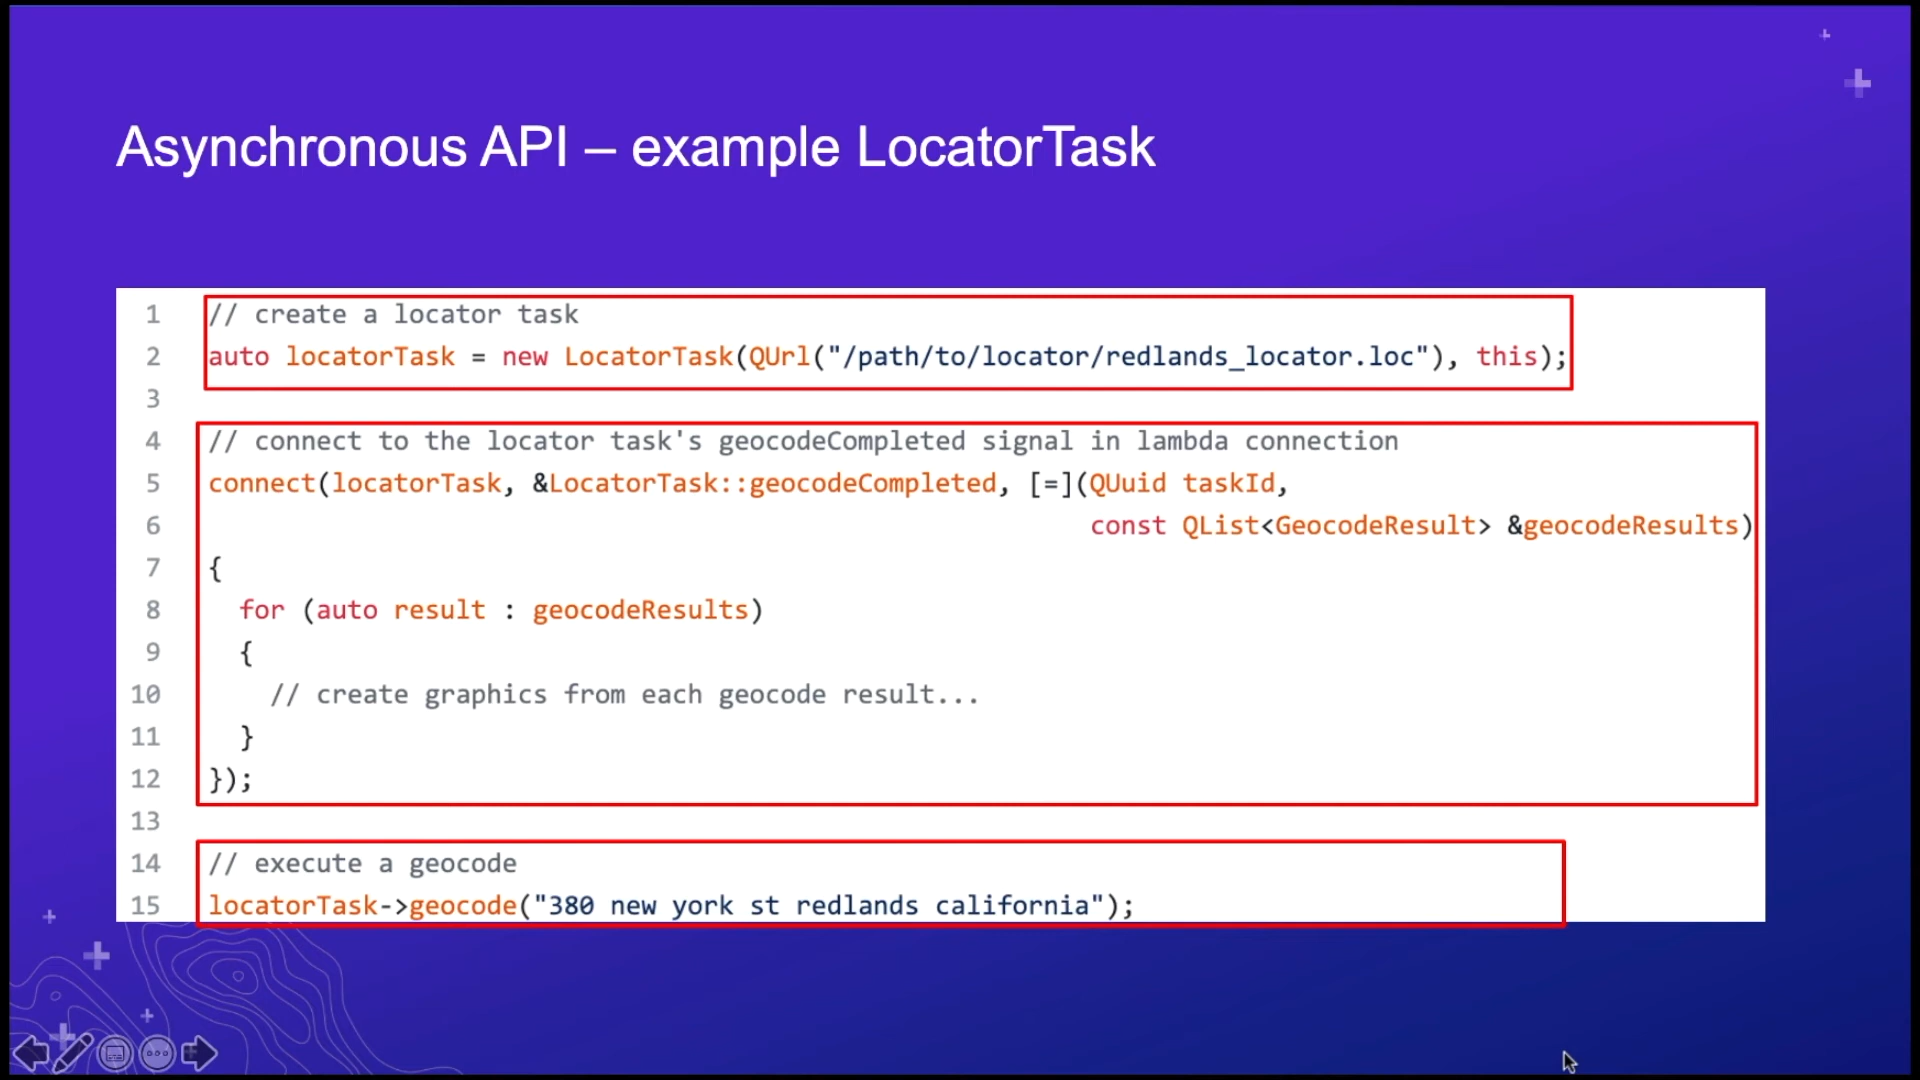 Asynchronous API – example LocatorTask
1 // create a locator task
2 auto locatorTask = new LocatorTask(QUrl("/path/to/locator/redlands_locator.loc"), this);
3
4 // connect to the locator task's geocodeCompleted signal in lambda connection
5 connect(locatorTask, &LocatorTask::geocodeCompleted, [=](QUuid taskId,
6 const QList<GeocodeResult> &geocodeResults)
7 {
8 for (auto result : geocodeResults)
9 {
10 // create graphics from each geocode result...
11 }
12 });
13
14 // execute a geocode
15 locatorTask->geocode("380 new york st redlands california");